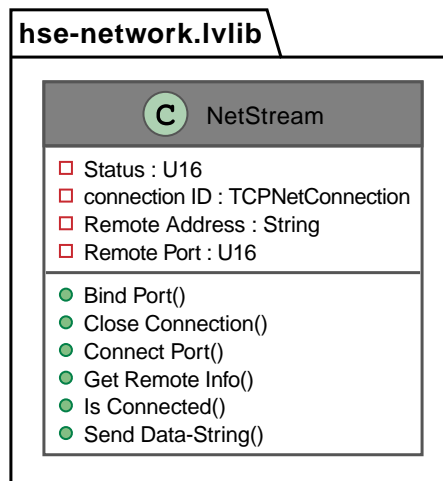 hse-network.lvlib
C NetStream
Status : U16
connection ID : TCPNetConnection
Remote Address : String
Remote Port : U16
Bind Port()
Close Connection()
Connect Port()
Get Remote Info()
Is Connected()
Send Data-String()